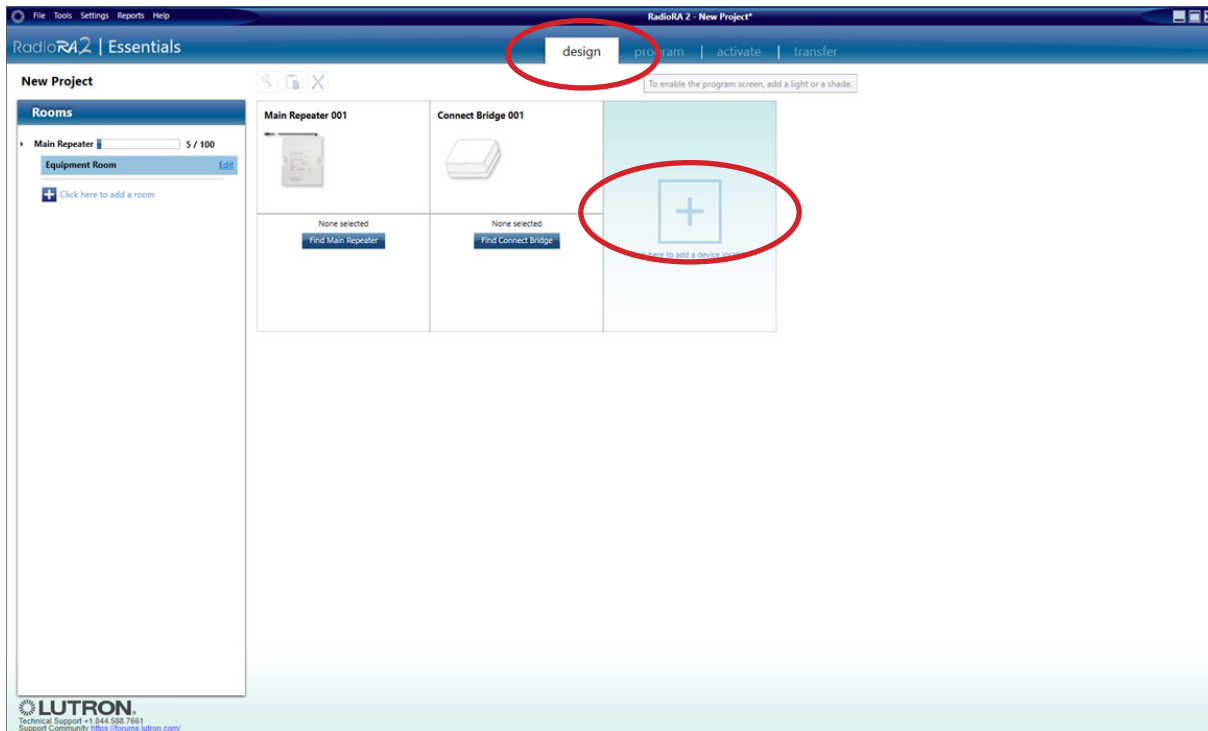 File Tools Settings Reports Help
RadioRA 2 - New Project*
RadioRA2 | Essentials
design
program | activate | transfer
New Project
To enable the program screen, add a light or a shade.
Rooms
Main Repeater 5 / 100
Equipment Room Edit
Click here to add a room
Main Repeater 001
Connect Bridge 001
None selected
Find Main Repeater
None selected
Find Connect Bridge
here to add a device
LUTRON.
Technical Support +1.844.588.7661
Support Community https://forums.lutron.com/